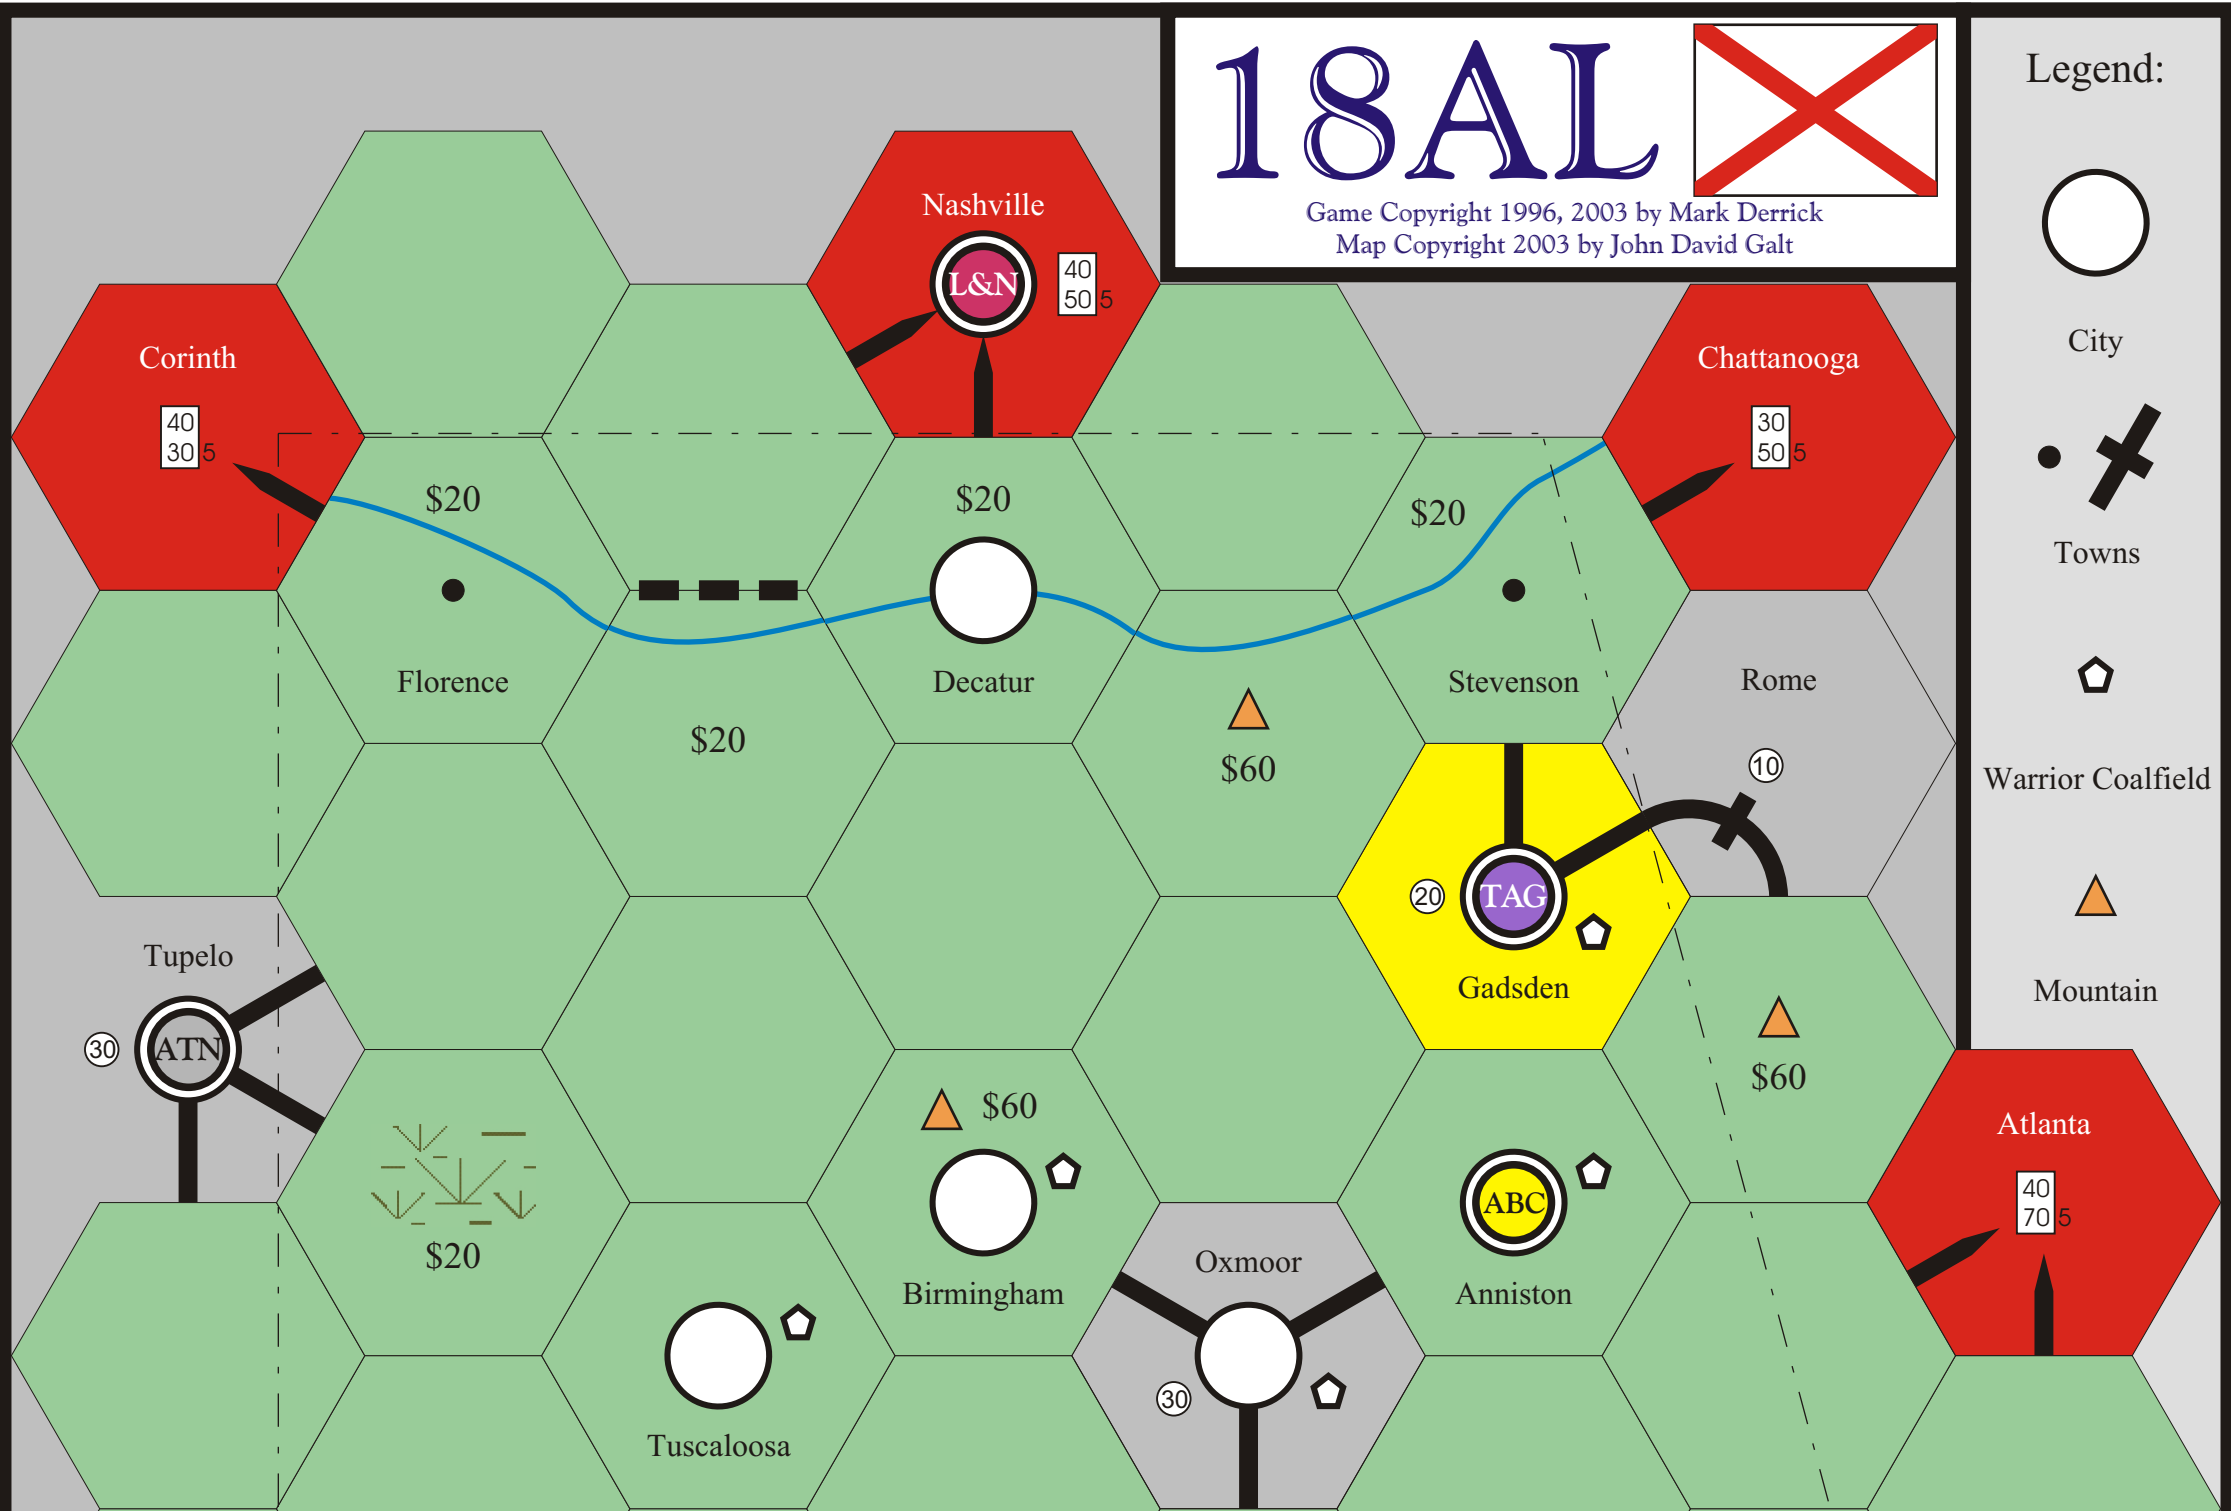 18AL
Game Copyright 1996, 2003 by Mark Derrick
Map Copyright 2003 by John David Galt
Legend:
City
Towns
Warrior Coalfield
Mountain
Nashville
L&N
40
50 5
Corinth
40
30 5
Chattanooga
30
50 5
$20
$20
$20
Florence
Decatur
Stevenson
Rome
$20
$60
10
20
TAG
Gadsden
Tupelo
30
ATN
$60
$60
Atlanta
40
70 5
ABC
$20
Birmingham
Oxmoor
Anniston
30
Tuscaloosa